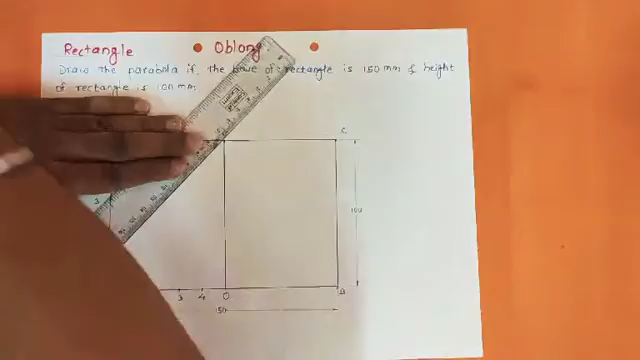 Rectangle Oblong
Draw the parabola if, the base of rectangle is 150 mm & height
of rectangle is 100 mm
C
3
100
3 4 O B
150